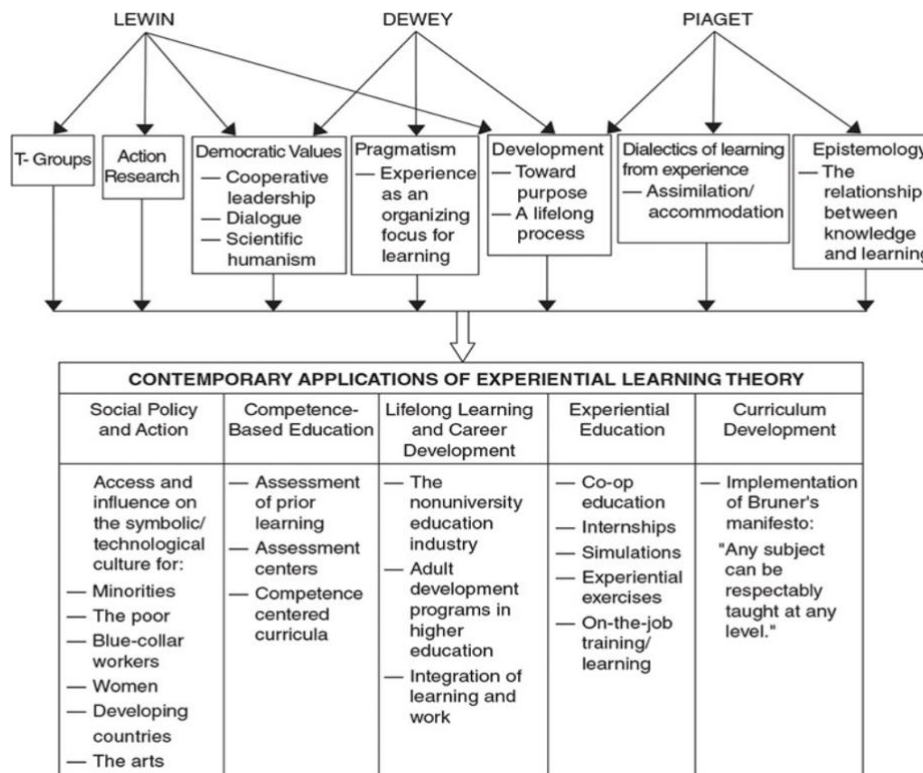 LEWIN
DEWEY
PIAGET
T- Groups
Action
Research
Democratic Values
— Cooperative
leadership
— Dialogue
— Scientific
humanism
Pragmatism
— Experience
as an
organizing
focus for
learning
Development
— Toward
purpose
— A lifelong
process
Dialectics of learning
from experience
— Assimilation/
accommodation
Epistemology
— The
relationship
between
knowledge
and learning
CONTEMPORARY APPLICATIONS OF EXPERIENTIAL LEARNING THEORY
Social Policy
and Action
Access and
influence on
the symbolic/
technological
culture for:
— Minorities
— The poor
— Blue-collar
workers
— Women
— Developing
countries
— The arts
Competence-
Based Education
— Assessment
of prior
learning
— Assessment
centers
— Competence
centered
curricula
Lifelong Learning
and Career
Development
— The
nonuniversity
education
industry
— Adult
development
programs in
higher
education
— Integration of
learning and
work
Experiential
Education
— Co-op
education
— Internships
— Simulations
— Experiential
exercises
— On-the-job
training/
learning
Curriculum
Development
— Implementation
of Bruner's
manifesto:
"Any subject
can be
respectably
taught at any
level."